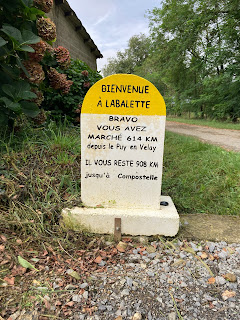 BIENVENUE
À LABALETTE
BRAVO
VOUS AVEZ
MARCHÉ 614 KM
depuis le Puy en Velay
IL VOUS RESTE 908 KM
jusqu'à Compostelle